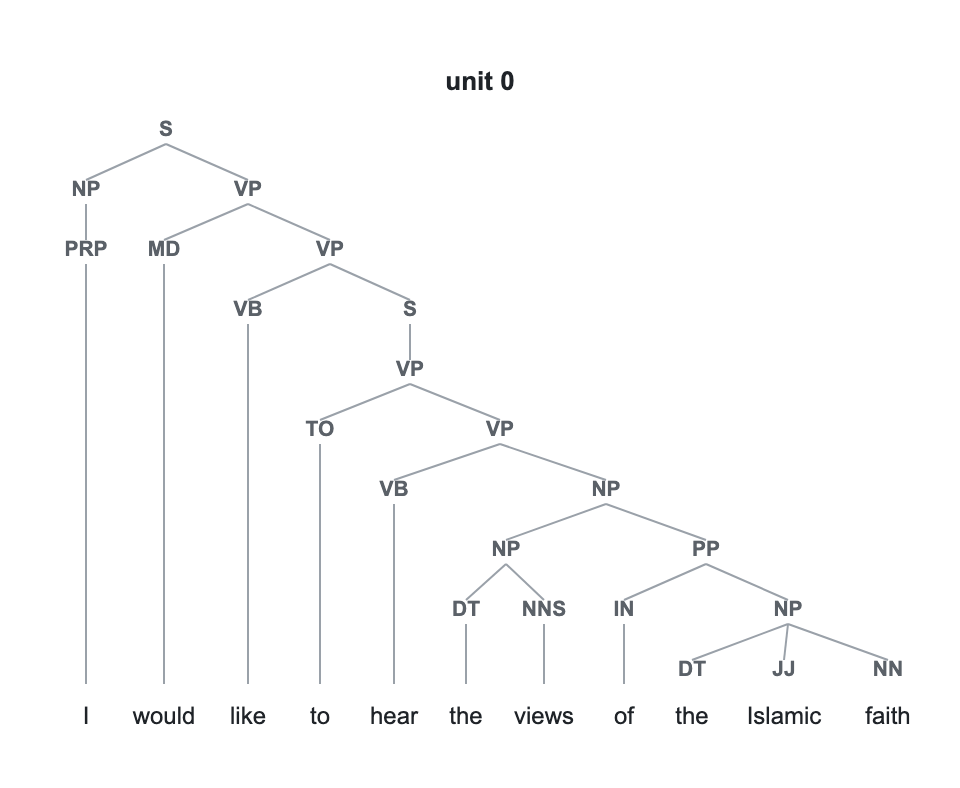 unit 0
S
NP VP
PRP MD VP
VB S
VP
TO VP
VB NP
NP PP
DT NNS IN NP
DT JJ NN
I would like to hear the views of the Islamic faith